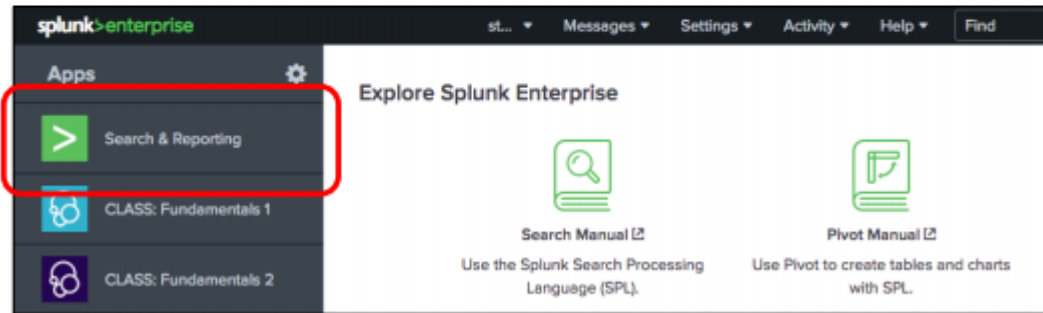 splunk>enterprise
st... Messages Settings Activity Help Find
Apps
Explore Splunk Enterprise
Search & Reporting
CLASS: Fundamentals 1
CLASS: Fundamentals 2
Search Manual
Use the Splunk Search Processing
Language (SPL).
Pivot Manual
Use Pivot to create tables and charts
with SPL.